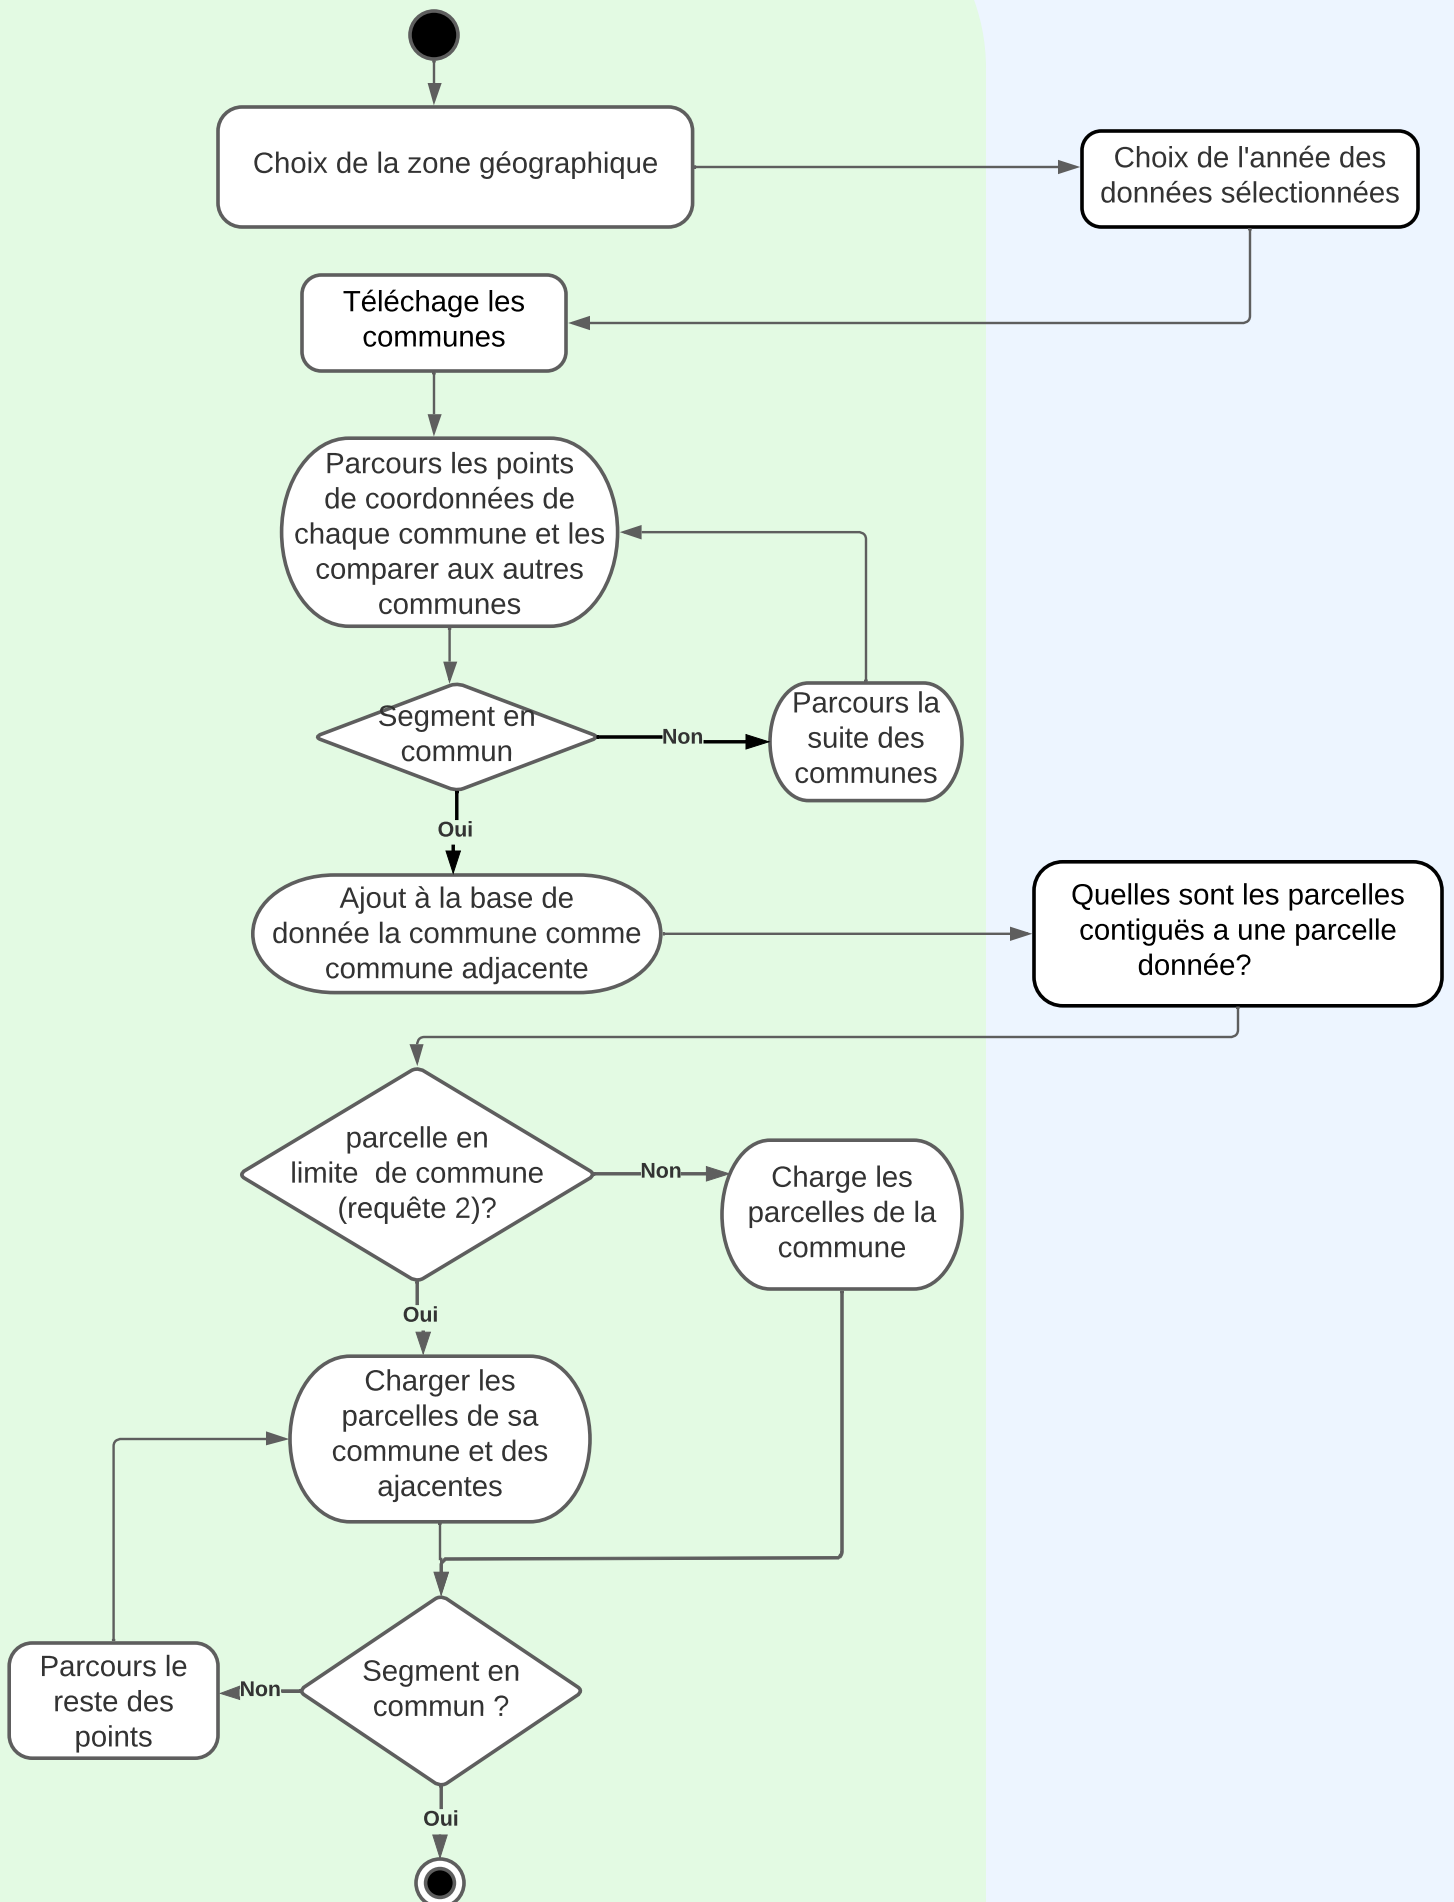 Choix de la zone géographique
Choix de l'année des
données sélectionnées
Téléchage les
communes
Parcours les points
de coordonnées de
chaque commune et les
comparer aux autres
communes
Segment en
commun
Non
Parcours la
suite des
communes
Oui
Ajout à la base de
donnée la commune comme
commune adjacente
Quelles sont les parcelles
contiguës a une parcelle
donnée?
parcelle en
limite  de commune
(requête 2)?
Non
Charge les
parcelles de la
commune
Oui
Charger les
parcelles de sa
commune et des
ajacentes
Segment en
commun ?
Non
Parcours le
reste des
points
Oui